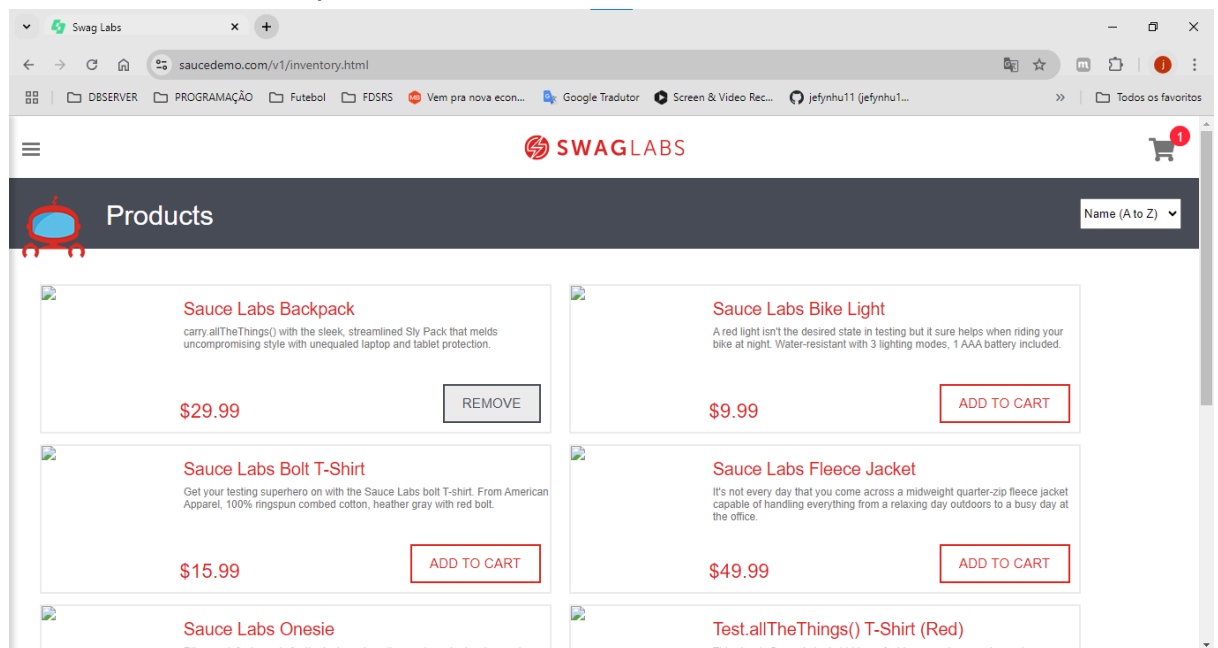 Swag Labs
saucedemo.com/v1/inventory.html
DBSERVER PROGRAMAÇÃO Futebol FDSRS Vem pra nova econ... Google Tradutor Screen & Video Rec... jefynhu11 (jefynhu1... » Todos os favoritos
SWAGLABS
1
Products
Name (A to Z)
Sauce Labs Backpack
carry.allTheThings() with the sleek, streamlined Sly Pack that melds
uncompromising style with unequaled laptop and tablet protection.
$29.99
REMOVE
Sauce Labs Bike Light
A red light isn't the desired state in testing but it sure helps when riding your
bike at night. Water-resistant with 3 lighting modes, 1 AAA battery included.
$9.99
ADD TO CART
Sauce Labs Bolt T-Shirt
Get your testing superhero on with the Sauce Labs bolt T-shirt. From American
Apparel, 100% ringspun combed cotton, heather gray with red bolt.
$15.99
ADD TO CART
Sauce Labs Fleece Jacket
It's not every day that you come across a midweight quarter-zip fleece jacket
capable of handling everything from a relaxing day outdoors to a busy day at
the office.
$49.99
ADD TO CART
Sauce Labs Onesie
Test.allTheThings() T-Shirt (Red)